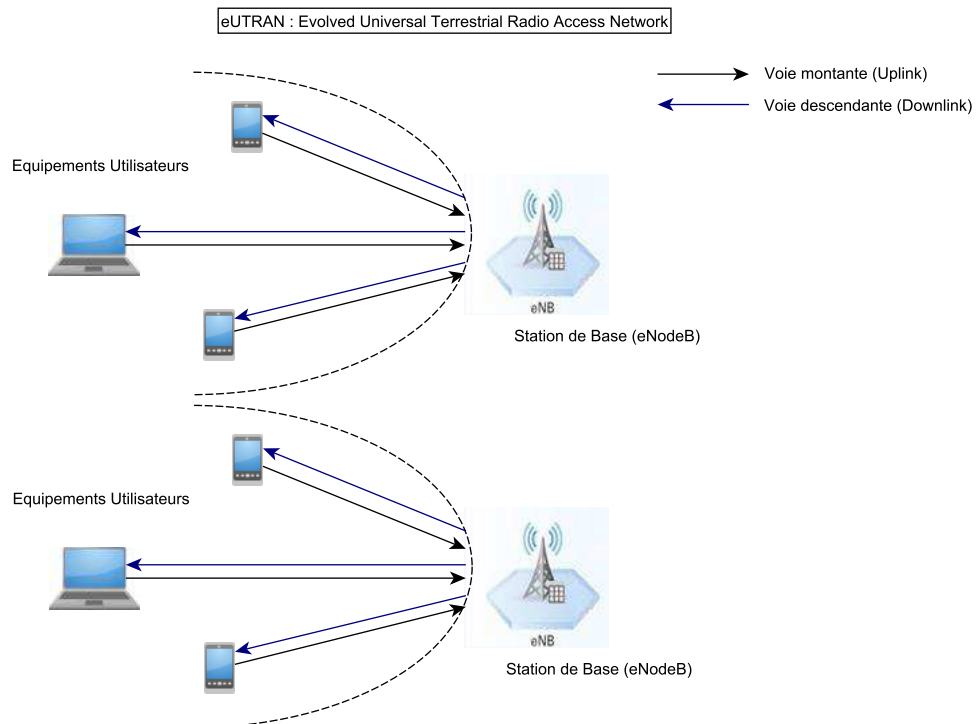 eUTRAN : Evolved Universal Terrestrial Radio Access Network
Voie montante (Uplink)
Voie descendante (Downlink)
Equipements Utilisateurs
eNB
Station de Base (eNodeB)
Equipements Utilisateurs
eNB
Station de Base (eNodeB)